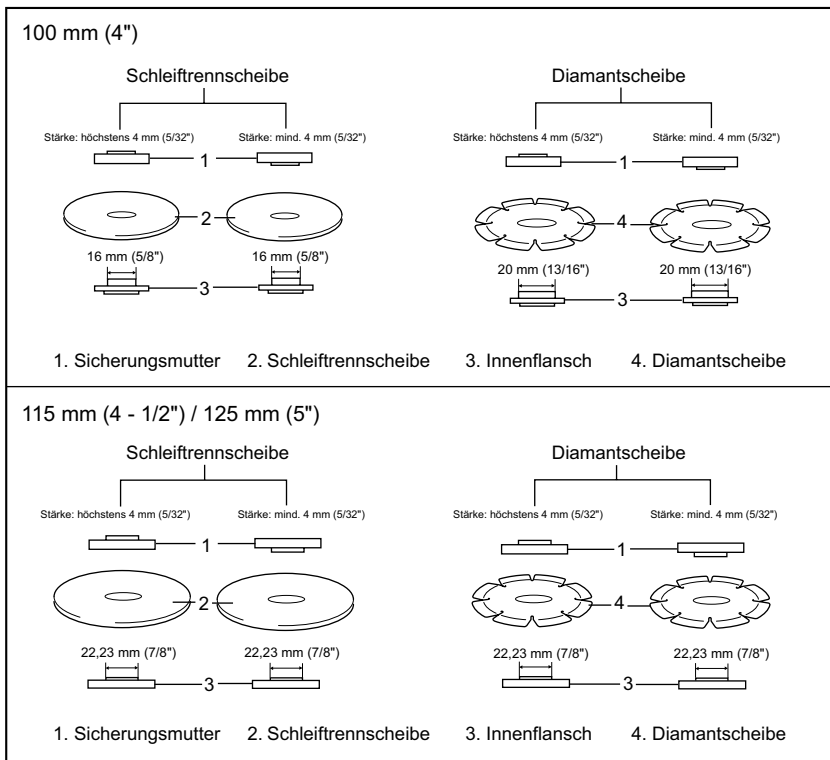 100 mm (4")
Schleiftrennscheibe Diamantscheibe
Stärke: höchstens 4 mm (5/32") Stärke: mind. 4 mm (5/32") Stärke: höchstens 4 mm (5/32") Stärke: mind. 4 mm (5/32")
1 1
2 4
16 mm (5/8") 16 mm (5/8") 20 mm (13/16") 20 mm (13/16")
3 3
1. Sicherungsmutter 2. Schleiftrennscheibe 3. Innenflansch 4. Diamantscheibe
115 mm (4 - 1/2") / 125 mm (5")
Schleiftrennscheibe Diamantscheibe
Stärke: höchstens 4 mm (5/32") Stärke: mind. 4 mm (5/32") Stärke: höchstens 4 mm (5/32") Stärke: mind. 4 mm (5/32")
1 1
2 4
22,23 mm (7/8") 22,23 mm (7/8") 22,23 mm (7/8") 22,23 mm (7/8")
3 3
1. Sicherungsmutter 2. Schleiftrennscheibe 3. Innenflansch 4. Diamantscheibe